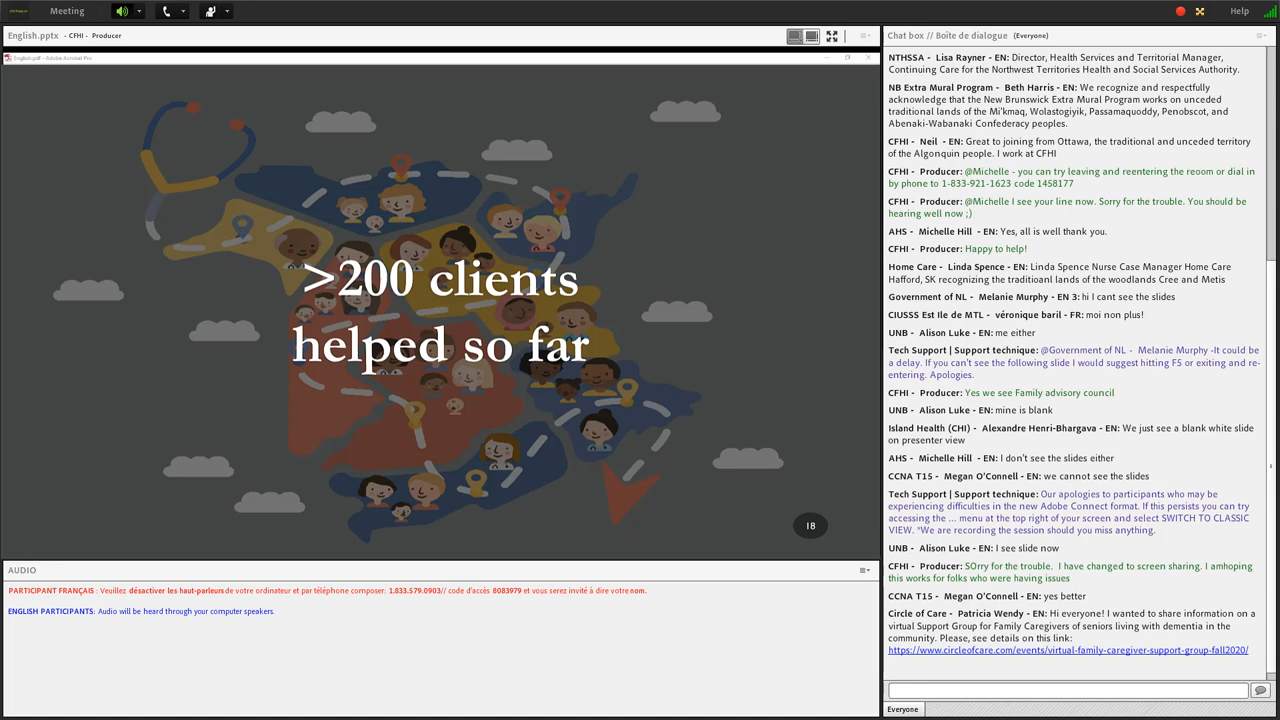 Meeting
Help
English.pptx - CFHI - Producer
English.pdf - Adobe Acrobat Pro
>200 clients
helped so far
18
AUDIO
PARTICIPANT FRANÇAIS : Veuillez désactiver les haut-parleurs de votre ordinateur et par téléphone composer: 1.833.579.0983// code d'accès 8083979 et vous serez invité à dire votre nom.
ENGLISH PARTICIPANTS: Audio will be heard through your computer speakers.
Chat box // Boîte de dialogue (Everyone)
NTHSSA - Lisa Rayner - EN: Director, Health Services and Territorial Manager,
Continuing Care for the Northwest Territories Health and Social Services Authority.
NB Extra Mural Program - Beth Harris - EN: We recognize and respectfully
acknowledge that the New Brunswick Extra Mural Program works on unceded
traditional lands of the Mi'kmaq, Wolastogiyik, Passamaquoddy, Penobscot, and
Abenaki-Wabanaki Confederacy peoples.
CFHI - Neil - EN: Great to joining from Ottawa, the traditional and unceded territory
of the Algonquin people. I work at CFHI
CFHI - Producer: @Michelle - you can try leaving and reentering the reoom or dial in
by phone to 1-833-921-1623 code 1458177
CFHI - Producer: @Michelle I see your line now. Sorry for the trouble. You should be
hearing well now ;)
AHS - Michelle Hill - EN: Yes, all is well thank you.
CFHI - Producer: Happy to help!
Home Care - Linda Spence - EN: Linda Spence Nurse Case Manager Home Care
Hafford, SK recognizing the traditioanl lands of the woodlands Cree and Metis
Government of NL - Melanie Murphy - EN 3: hi I cant see the slides
CIUSSS Est Ile de MTL - véronique baril - FR: moi non plus!
UNB - Alison Luke - EN: me either
Tech Support | Support technique: @Government of NL - Melanie Murphy -It could be
a delay. If you can't see the following slide I would suggest hitting F5 or exiting and re-
entering. Apologies.
CFHI - Producer: Yes we see Family advisory council
UNB - Alison Luke - EN: mine is blank
Island Health (CHI) - Alexandre Henri-Bhargava - EN: We just see a blank white slide
on presenter view
AHS - Michelle Hill - EN: I don't see the slides either
CCNA T15 - Megan O'Connell - EN: we cannot see the slides
Tech Support | Support technique: Our apologies to participants who may be
experiencing difficulties in the new Adobe Connect format. If this persists you can try
accessing the ... menu at the top right of your screen and select SWITCH TO CLASSIC
VIEW. *We are recording the session should you miss anything.
UNB - Alison Luke - EN: I see slide now
CFHI - Producer: SOrry for the trouble. I have changed to screen sharing. I amhoping
this works for folks who were having issues
CCNA T15 - Megan O'Connell - EN: yes better
Circle of Care - Patricia Wendy - EN: Hi everyone! I wanted to share information on a
virtual Support Group for Family Caregivers of seniors living with dementia in the
community. Please, see details on this link:
https://www.circleofcare.com/events/virtual-family-caregiver-support-group-fall2020/
Everyone